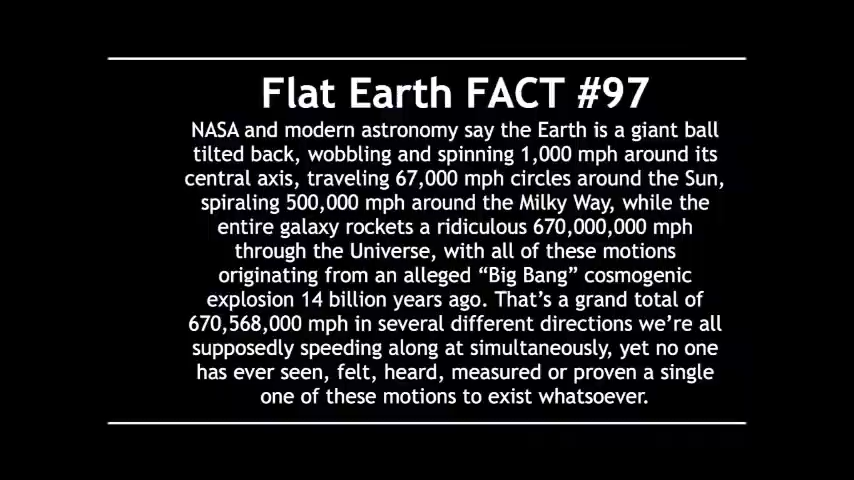 Flat Earth FACT #97
NASA and modern astronomy say the Earth is a giant ball
tilted back, wobbling and spinning 1,000 mph around its
central axis, traveling 67,000 mph circles around the Sun,
spiraling 500,000 mph around the Milky Way, while the
entire galaxy rockets a ridiculous 670,000,000 mph
through the Universe, with all of these motions
originating from an alleged “Big Bang” cosmogenic
explosion 14 billion years ago. That’s a grand total of
670,568,000 mph in several different directions we’re all
supposedly speeding along at simultaneously, yet no one
has ever seen, felt, heard, measured or proven a single
one of these motions to exist whatsoever.